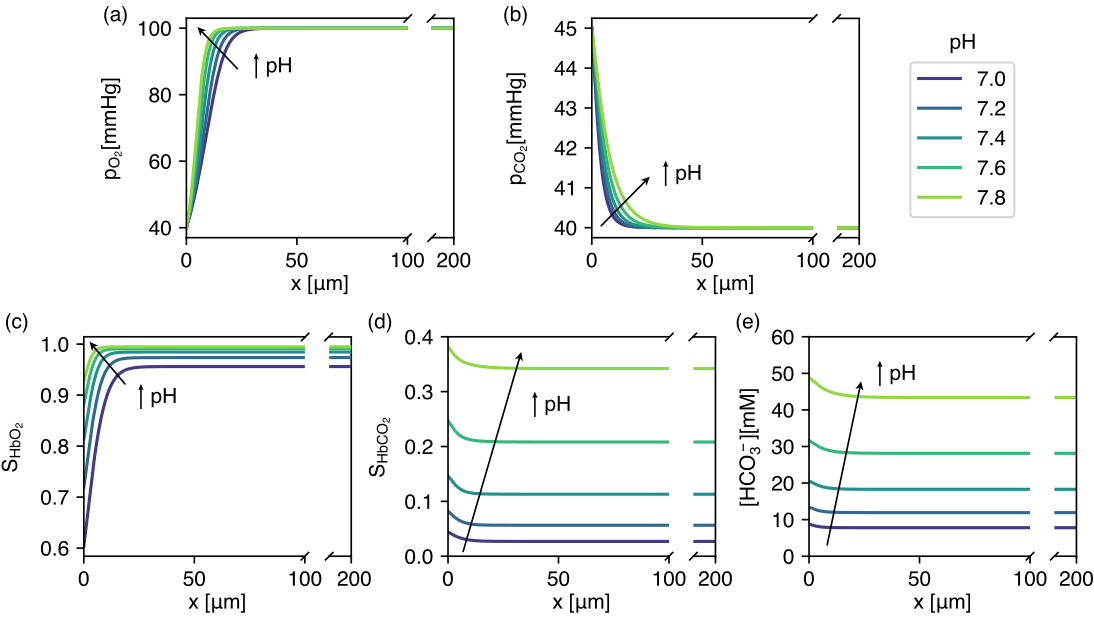 (a)
100
80
60
40
0
50
100
200
pO₂[mmHg]
x [μm]
↑ pH
(b)
45
44
43
42
41
40
0
50
100
200
pCO₂[mmHg]
x [μm]
↑ pH
pH
7.0
7.2
7.4
7.6
7.8
(c)
1.0
0.9
0.8
0.7
0.6
0
50
100
200
SHbO₂
x [μm]
↑ pH
(d)
0.4
0.3
0.2
0.1
0.0
0
50
100
200
SHbCO₂
x [μm]
↑ pH
(e)
60
50
40
30
20
10
0
0
50
100
200
[HCO₃⁻][mM]
x [μm]
↑ pH